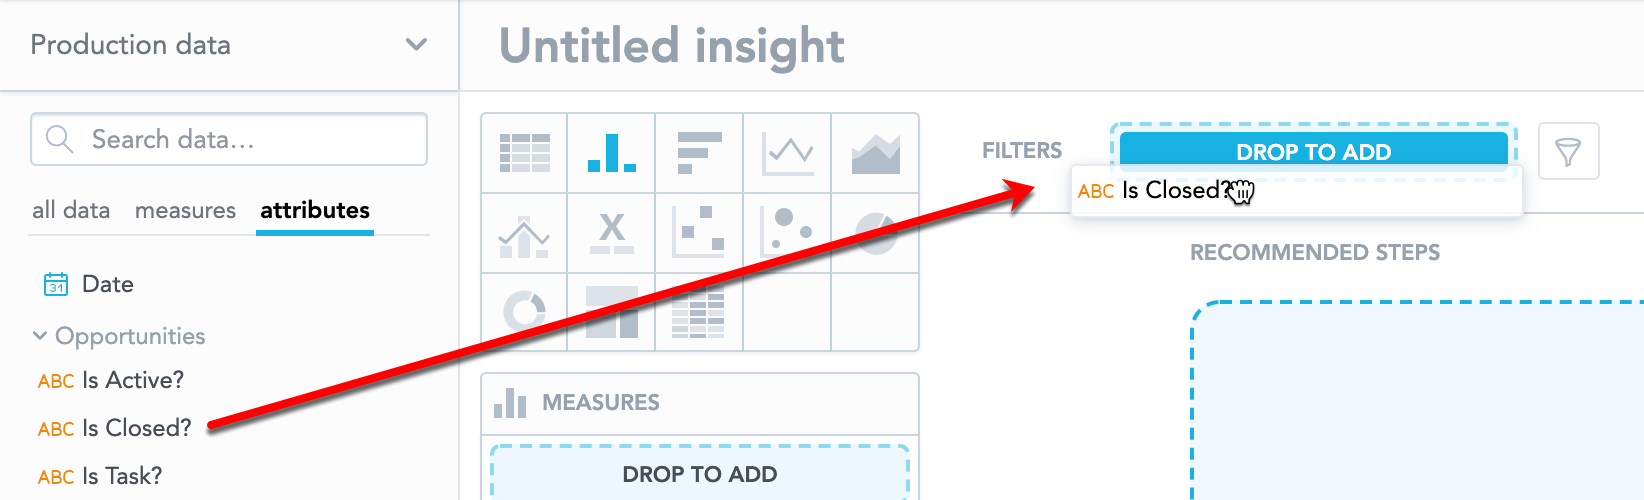 Production data
Untitled insight
Search data...
all data measures attributes
31 Date
Opportunities
ABC Is Active?
ABC Is Closed?
ABC Is Task?
X
FILTERS
DROP TO ADD
ABC Is Closed?
RECOMMENDED STEPS
MEASURES
DROP TO ADD